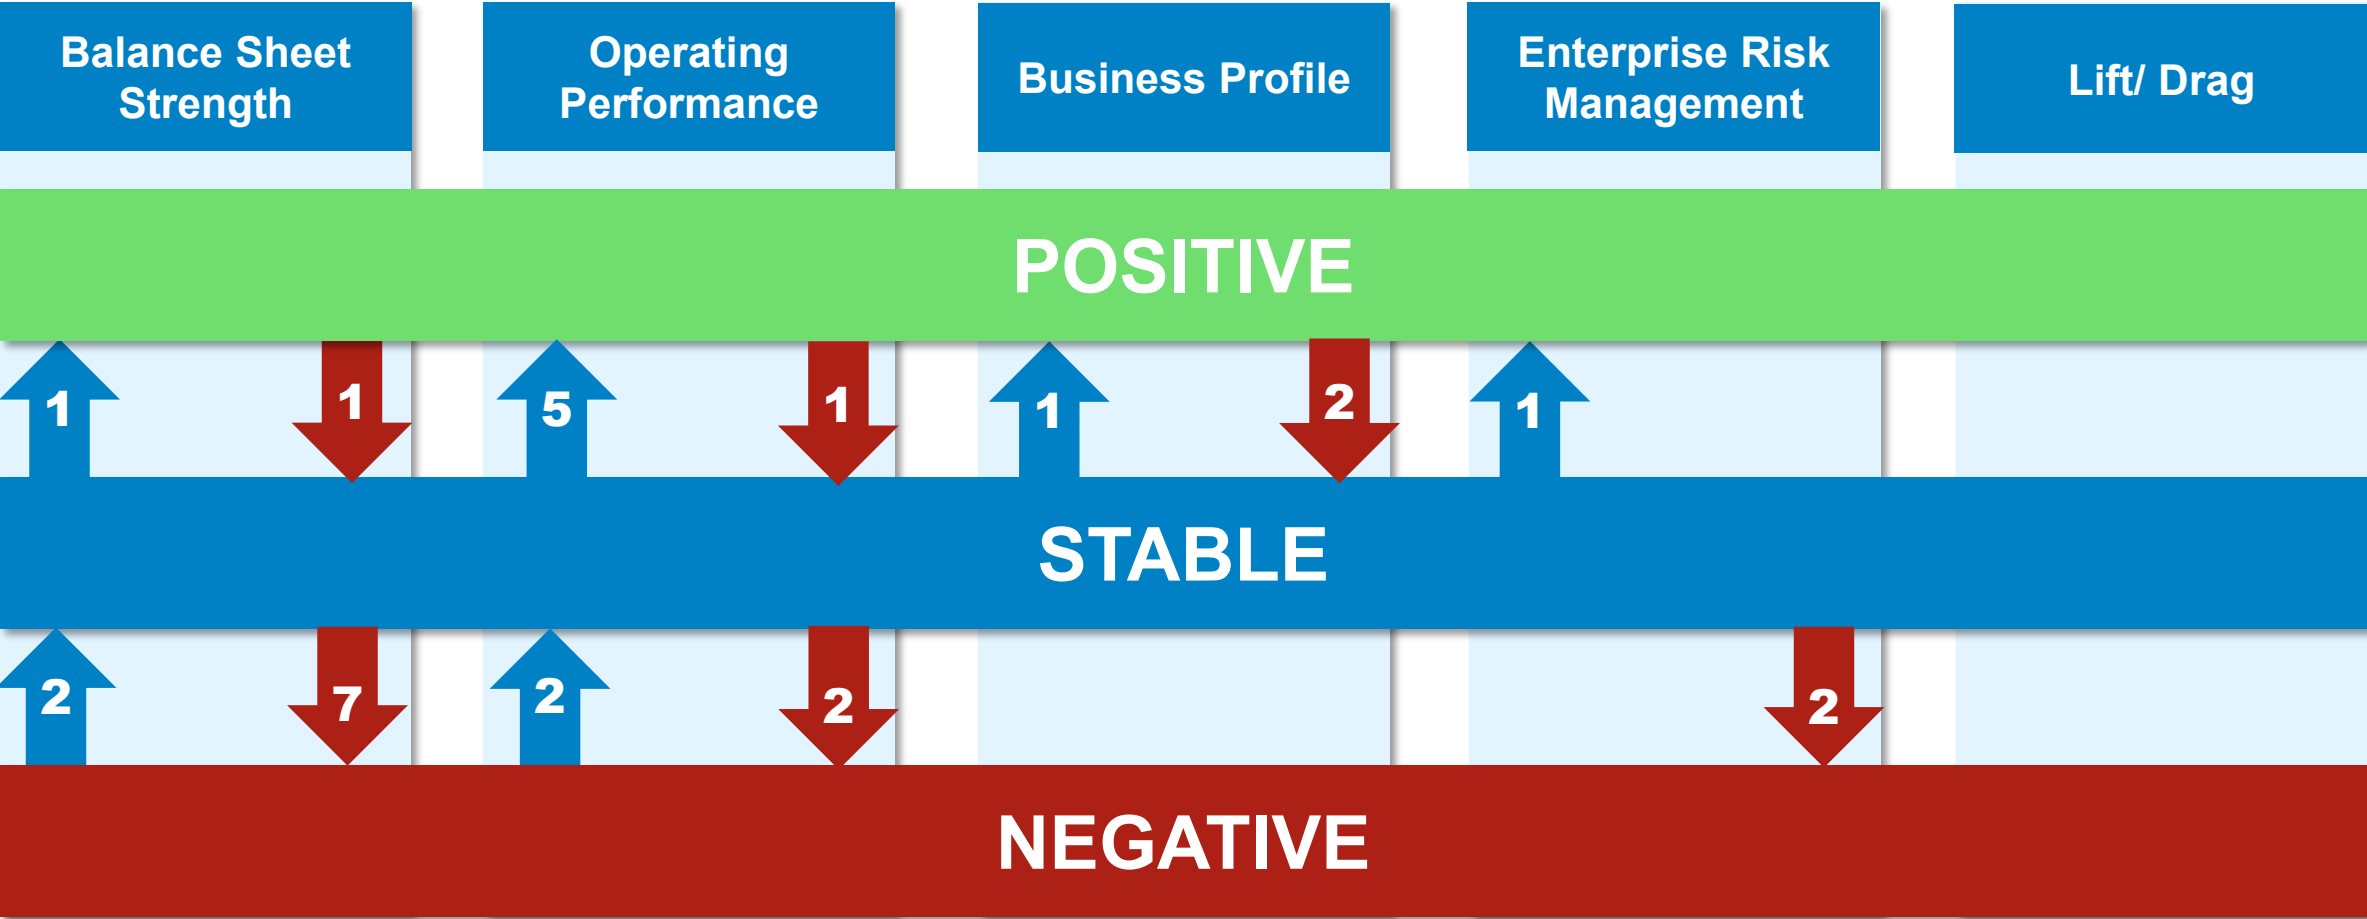 Balance Sheet
Strength
Operating
Performance
Business Profile
Enterprise Risk
Management
Lift/ Drag
POSITIVE
1
1
5
1
1
2
1
STABLE
2
7
2
2
2
NEGATIVE